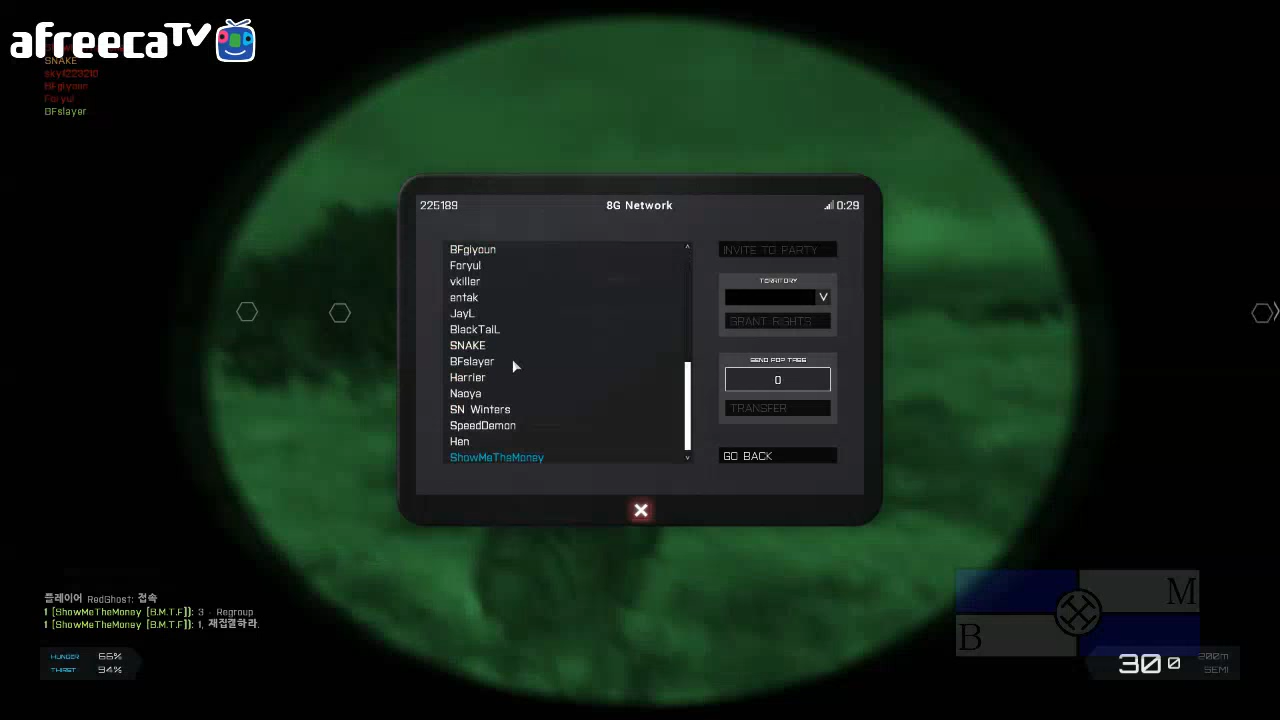 afreecaTV
SNAKE
sky1223210
BFgiyoun
Foryul
BFslayer
225189
8G Network
0:29
BFgiyoun
Foryul
vkiller
entak
JayL
BlackTaiL
SNAKE
BFslayer
Harrier
Naoya
SN Winters
SpeedDemon
Hen
ShowMeTheMoney
INVITE TO PARTY
TERRITORY
V
GRANT RIGHTS
SEND POP TABS
0
TRANSFER
GO BACK
플레이어 RedGhost: 접속
1 (ShowMeTheMoney [B.M.T.F]): 3 - Regroup
1 (ShowMeTheMoney [B.M.T.F]): 1, 재집결하라.
HUNGER 66%
THIRST 94%
M
B
30 0
200m
SEMI